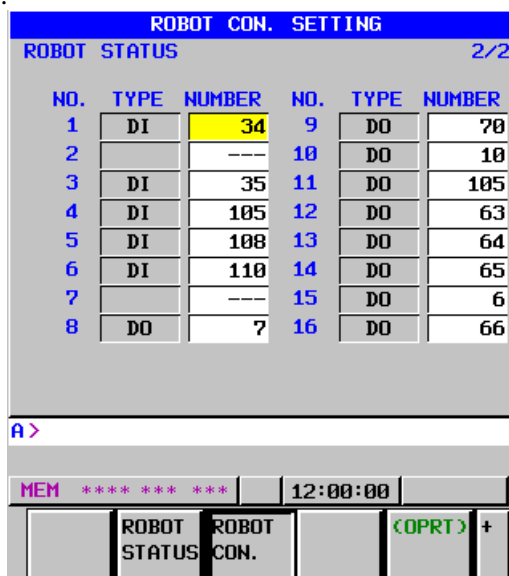 ROBOT CON. SETTING
ROBOT STATUS 2/2
NO. TYPE NUMBER NO. TYPE NUMBER
1 DI 34 9 DO 70
2 --- 10 DO 10
3 DI 35 11 DO 105
4 DI 105 12 DO 63
5 DI 108 13 DO 64
6 DI 110 14 DO 65
7 --- 15 DO 6
8 DO 7 16 DO 66
A>
MEM **** *** *** 12:00:00
ROBOT ROBOT (OPRT) +
STATUS CON.